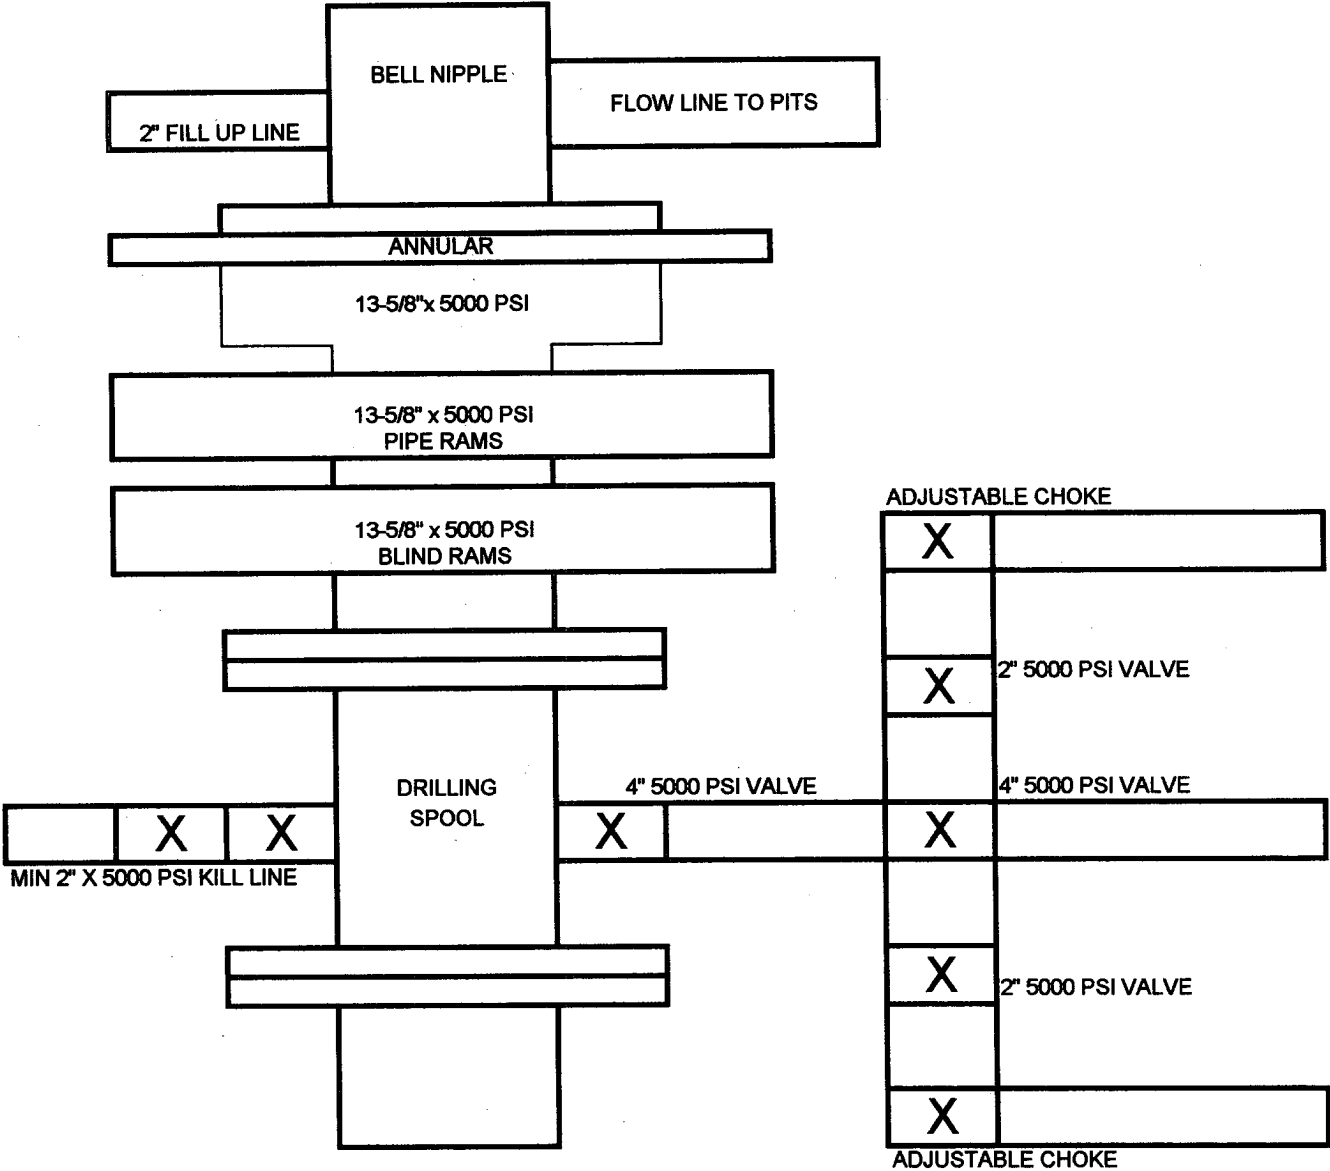 BELL NIPPLE
FLOW LINE TO PITS
2" FILL UP LINE
ANNULAR
13-5/8"x 5000 PSI
13-5/8" x 5000 PSI
PIPE RAMS
13-5/8" x 5000 PSI
BLIND RAMS
ADJUSTABLE CHOKE
X
2" 5000 PSI VALVE
X
DRILLING
SPOOL
4" 5000 PSI VALVE
4" 5000 PSI VALVE
X X X X
MIN 2" X 5000 PSI KILL LINE
X
2" 5000 PSI VALVE
X
ADJUSTABLE CHOKE